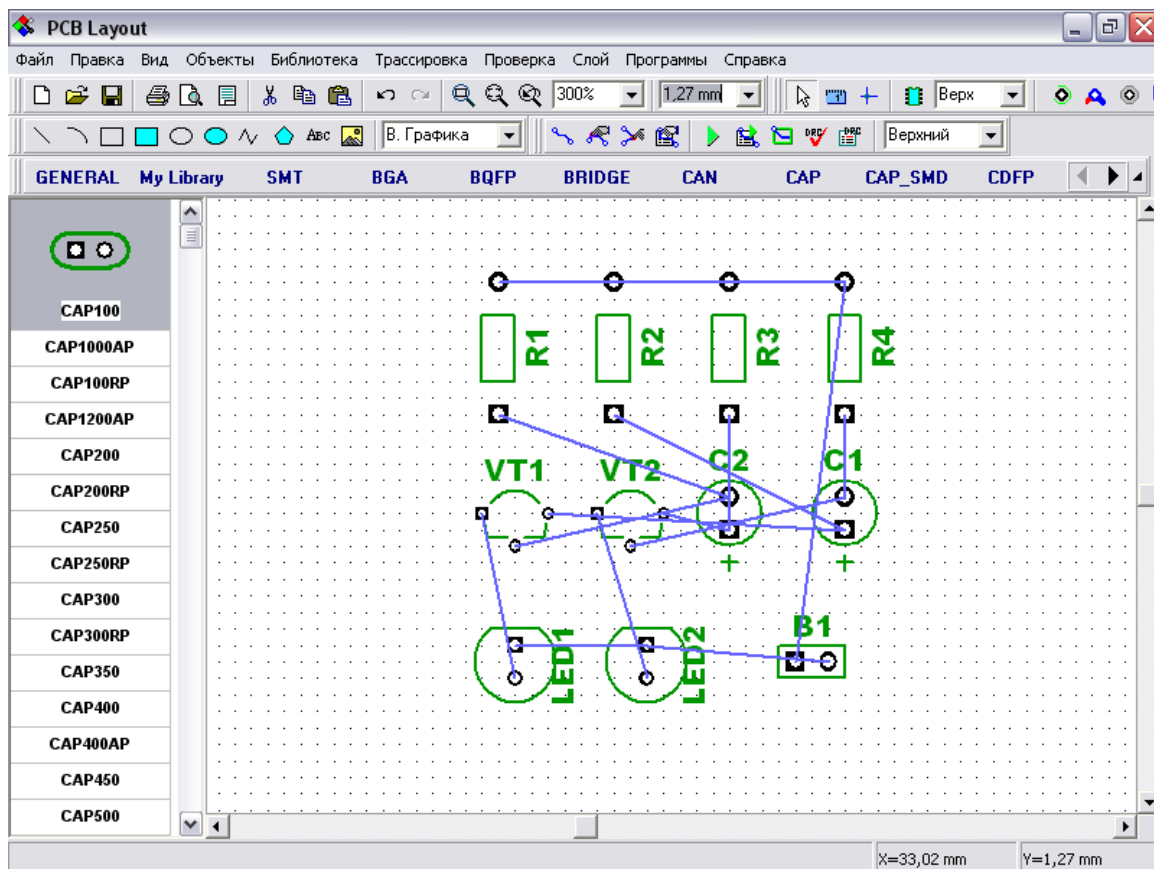 PCB Layout
Файл Правка Вид Объекты Библиотека Трассировка Проверка Слой Программы Справка
300% 1,27 mm Верх
ABC В. Графика DRC DRC Верхний
GENERAL My Library SMT BGA BQFP BRIDGE CAN CAP CAP_SMD CDFP
CAP100
CAP1000AP
CAP100RP
CAP1200AP
CAP200
CAP200RP
CAP250
CAP250RP
CAP300
CAP300RP
CAP350
CAP400
CAP400AP
CAP450
CAP500
R1 R2 R3 R4
VT1 VT2 C2 C1
+ +
LED1 LED2 B1
X=33,02 mm Y=1,27 mm